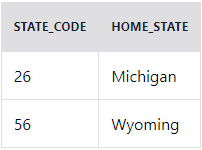 STATE_CODE HOME_STATE
26 Michigan
56 Wyoming